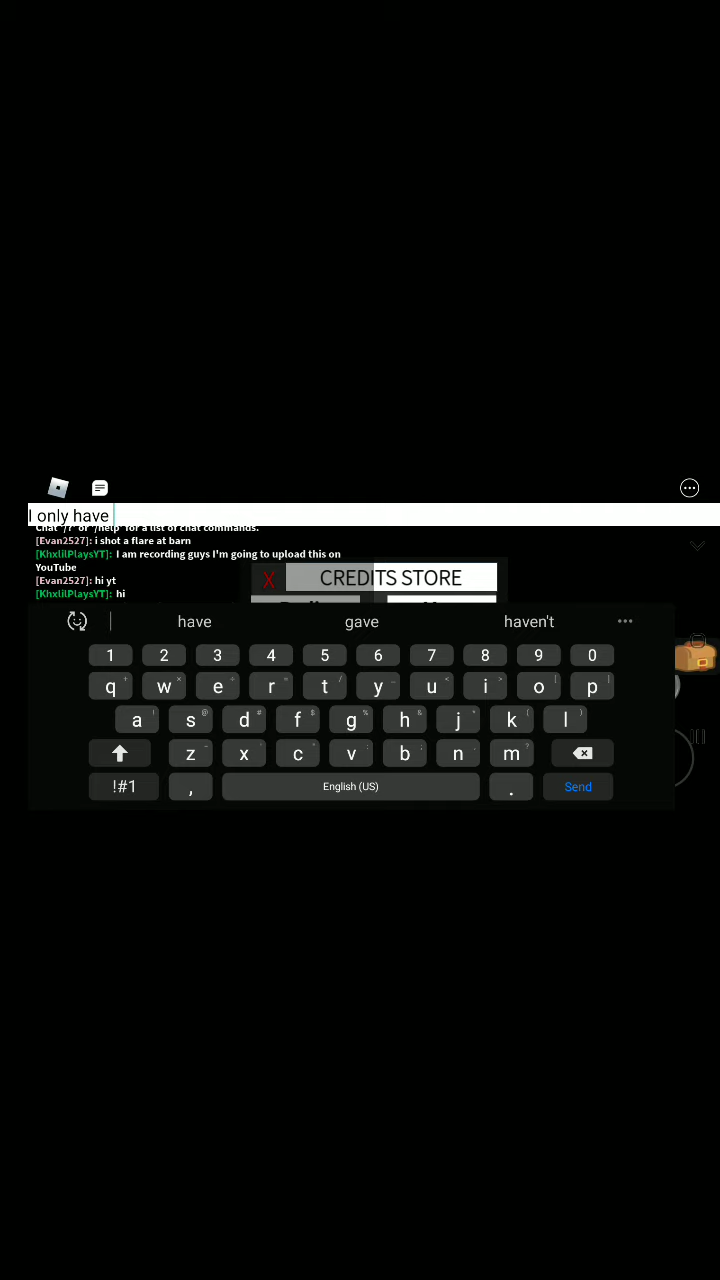 I only have
Chat '/?' or '/help' for a list of chat commands.
[Evan2527]: i shot a flare at barn
[KhxlilPlaysYT]: I am recording guys I'm going to upload this on
YouTube
[Evan2527]: hi yt
[KhxlilPlaysYT]: hi
X CREDITS STORE
have gave haven't
1 2 3 4 5 6 7 8 9 0
q w e r t y u i o p
a s d f g h j k l
z x c v b n m
!#1 , English (US) . Send